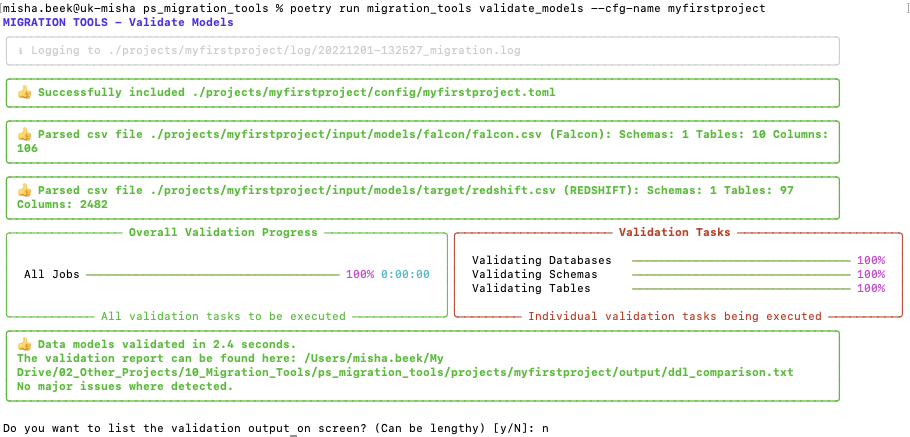 [misha.beek@uk-misha ps_migration_tools % poetry run migration_tools validate_models --cfg-name myfirstproject ]
MIGRATION TOOLS - Validate Models
ℹ Logging to ./projects/myfirstproject/log/20221201-132527_migration.log
👍 Successfully included ./projects/myfirstproject/config/myfirstproject.toml
👍 Parsed csv file ./projects/myfirstproject/input/models/falcon/falcon.csv (Falcon): Schemas: 1 Tables: 10 Columns:
106
👍 Parsed csv file ./projects/myfirstproject/input/models/target/redshift.csv (REDSHIFT): Schemas: 1 Tables: 97
Columns: 2482
Overall Validation Progress
All Jobs 100% 0:00:00
All validation tasks to be executed
Validation Tasks
Validating Databases 100%
Validating Schemas 100%
Validating Tables 100%
Individual validation tasks being executed
👍 Data models validated in 2.4 seconds.
The validation report can be found here: /Users/misha.beek/My
Drive/02_Other_Projects/10_Migration_Tools/ps_migration_tools/projects/myfirstproject/output/ddl_comparison.txt
No major issues where detected.
Do you want to list the validation output on screen? (Can be lengthy) [y/N]: n